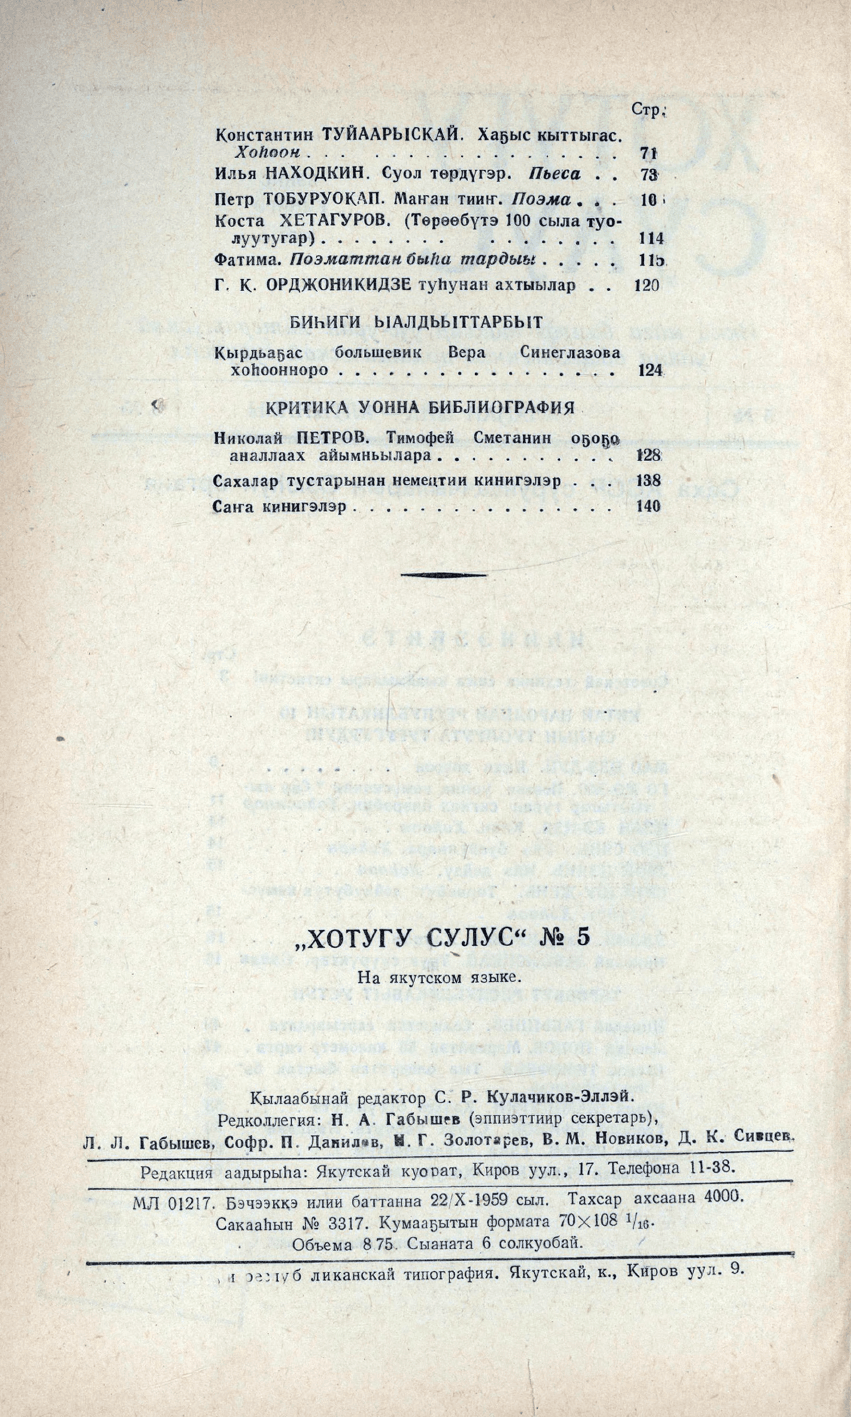 Стр.
Константин ТУЙААРЫСКАЙ. Хаҕыс кыттыгас.
Хоһоон . . . . . . . . . . . . . . . . . . 71
Илья НАХОДКИН. Суол төрдүгэр. Пьеса . . 73
Петр ТОБУРУОКАП. Маҥан тииҥ. Поэма . . . 10
Коста ХЕТАГУРОВ. (Төрөөбүтэ 100 сыла туо-
луутугар) . . . . . . . . . . . . . . . 114
Фатима. Поэматтан быһа тардыы . . . . . 115
Г. К. ОРДЖОНИКИДЗЕ туһунан ахтыылар . . 120
БИҺИГИ ЫАЛДЬЫТТАРБЫТ
Кырдьаҕас большевик Вера Синеглазова
хоһоонноро . . . . . . . . . . . . . . . . 124
КРИТИКА УОННА БИБЛИОГРАФИЯ
Николай ПЕТРОВ. Тимофей Сметанин оҕоҕо
аналлаах айымньылара . . . . . . . . . . 128
Сахалар тустарынан немецтии кинигэлэр . . . 138
Саҥа кинигэлэр . . . . . . . . . . . . . . . 140
„ХОТУГУ СУЛУС“ № 5
На якутском языке.
Кылаабынай редактор С. Р. Кулачиков-Эллэй.
Редколлегия: Н. А. Габышев (эппиэттиир секретарь),
Л. Л. Габышев, Софр. П. Данилов, Н. Г. Золотарев, В. М. Новиков, Д. К. Сивцев.
Редакция аадырыһа: Якутскай куорат, Киров уул., 17. Телефона 11-38.
МЛ 01217. Бэчээккэ илии баттанна 22/X-1959 сыл. Тахсар ахсаана 4000.
Сакааһын № 3317. Кумааҕытын формата 70×108 1/16.
Объема 8 75. Сыаната 6 солкуобай.
ликанскай типография. Якутскай, к., Киров уул. 9.